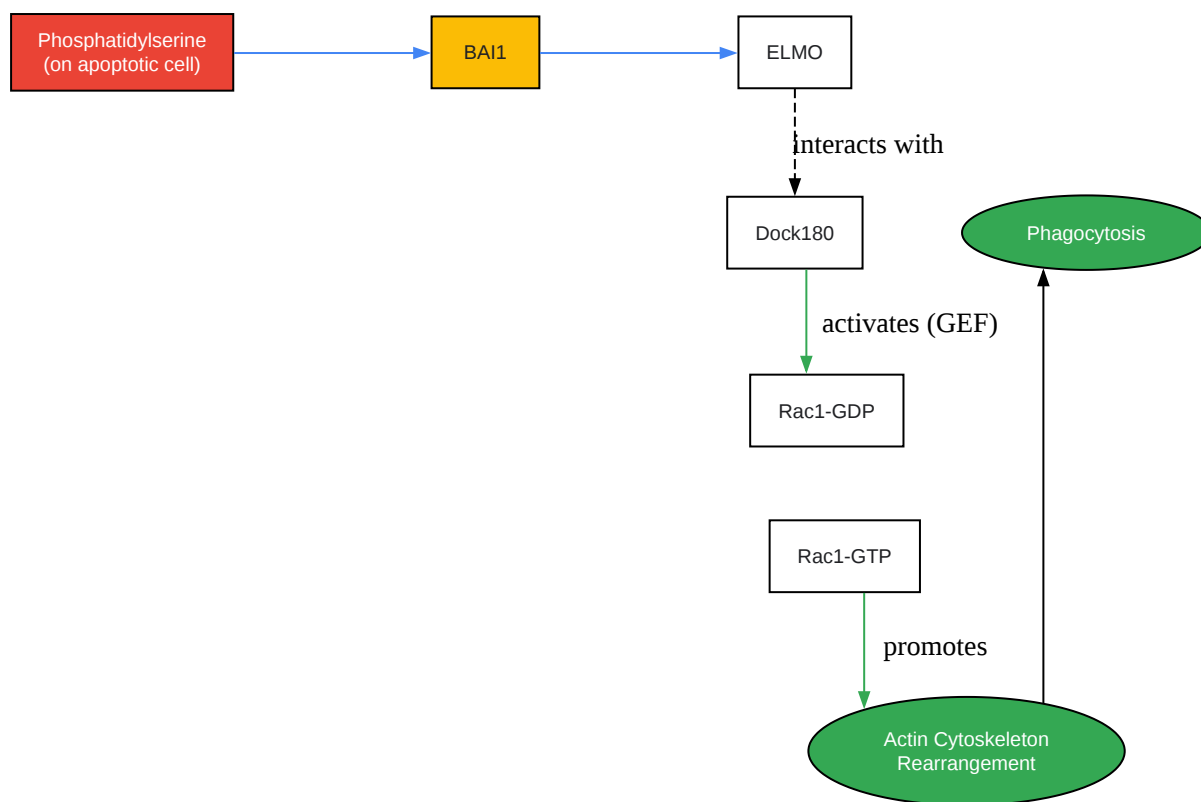 Phosphatidylserine
(on apoptotic cell)
BAI1
ELMO
interacts with
Dock180
Phagocytosis
activates (GEF)
Rac1-GDP
Rac1-GTP
promotes
Actin Cytoskeleton
Rearrangement